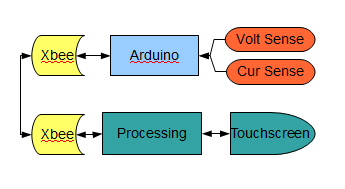 Xbee
Arduino
Volt Sense
Cur Sense
Xbee
Processing
Touchscreen